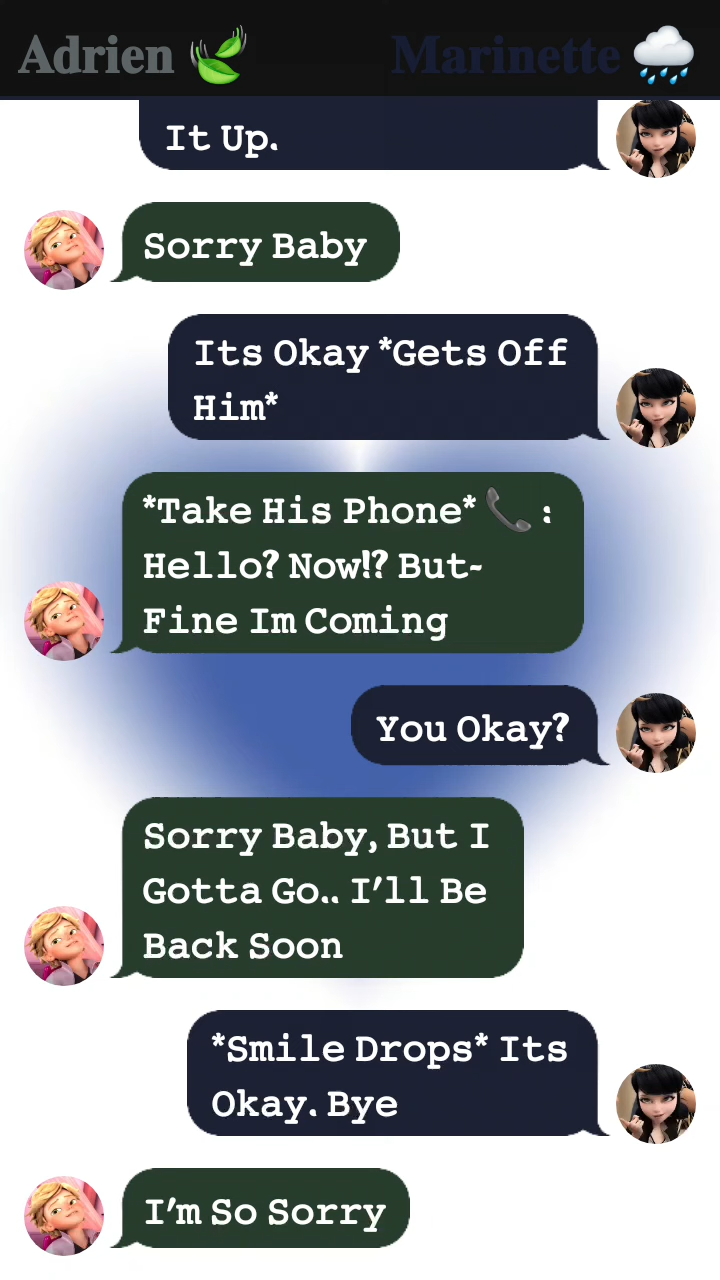 Adrien 🍃 Marinette 🌧️
It Up.
Sorry Baby
Its Okay *Gets Off
Him*
*Take His Phone* 📞 :
Hello? Now!? But-
Fine Im Coming
You Okay?
Sorry Baby, But I
Gotta Go.. I'll Be
Back Soon
*Smile Drops* Its
Okay. Bye
I'm So Sorry